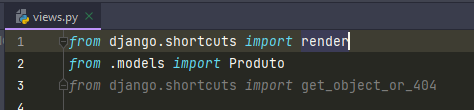 views.py
1 from django.shortcuts import render
2 from .models import Produto
3 from django.shortcuts import get_object_or_404
4